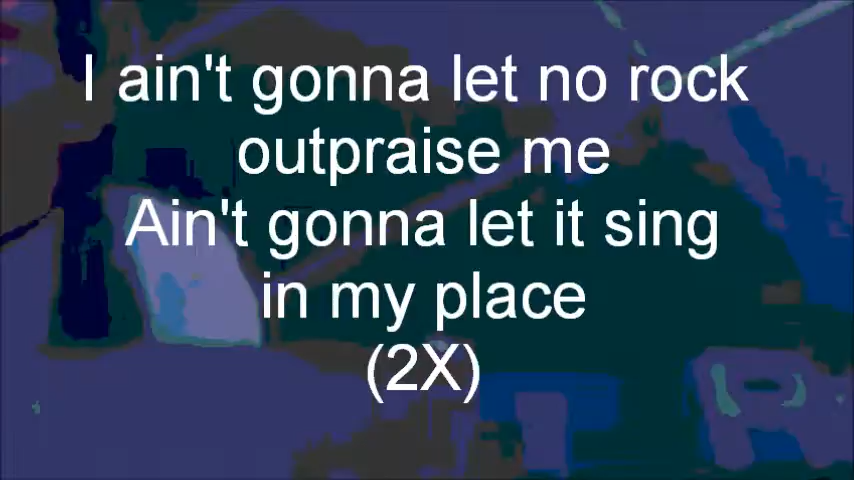 I ain't gonna let no rock
outpraise me
Ain't gonna let it sing
in my place
(2X)